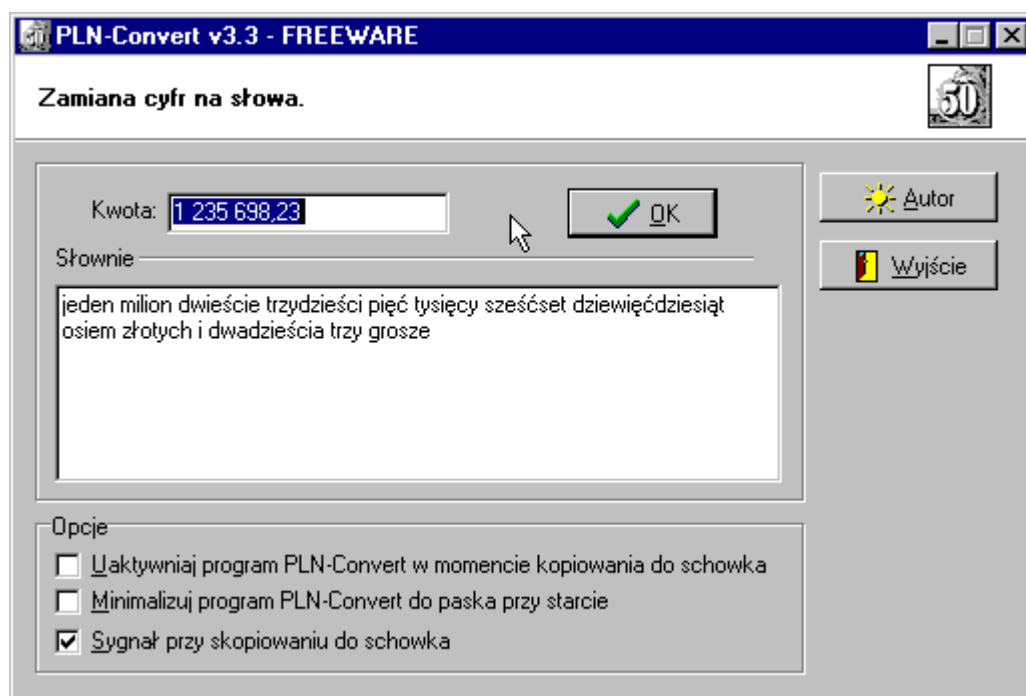 PLN-Convert v3.3 - FREEWARE
Zamiana cyfr na słowa.
50
Kwota: 1 235 698,23 OK
Autor
Słownie
Wyjście
jeden milion dwieście trzydzieści pięć tysięcy sześćset dziewięćdziesiąt
osiem złotych i dwadzieścia trzy grosze
Opcje
Uaktywniaj program PLN-Convert w momencie kopiowania do schowka
Minimalizuj program PLN-Convert do paska przy starcie
Sygnał przy skopiowaniu do schowka